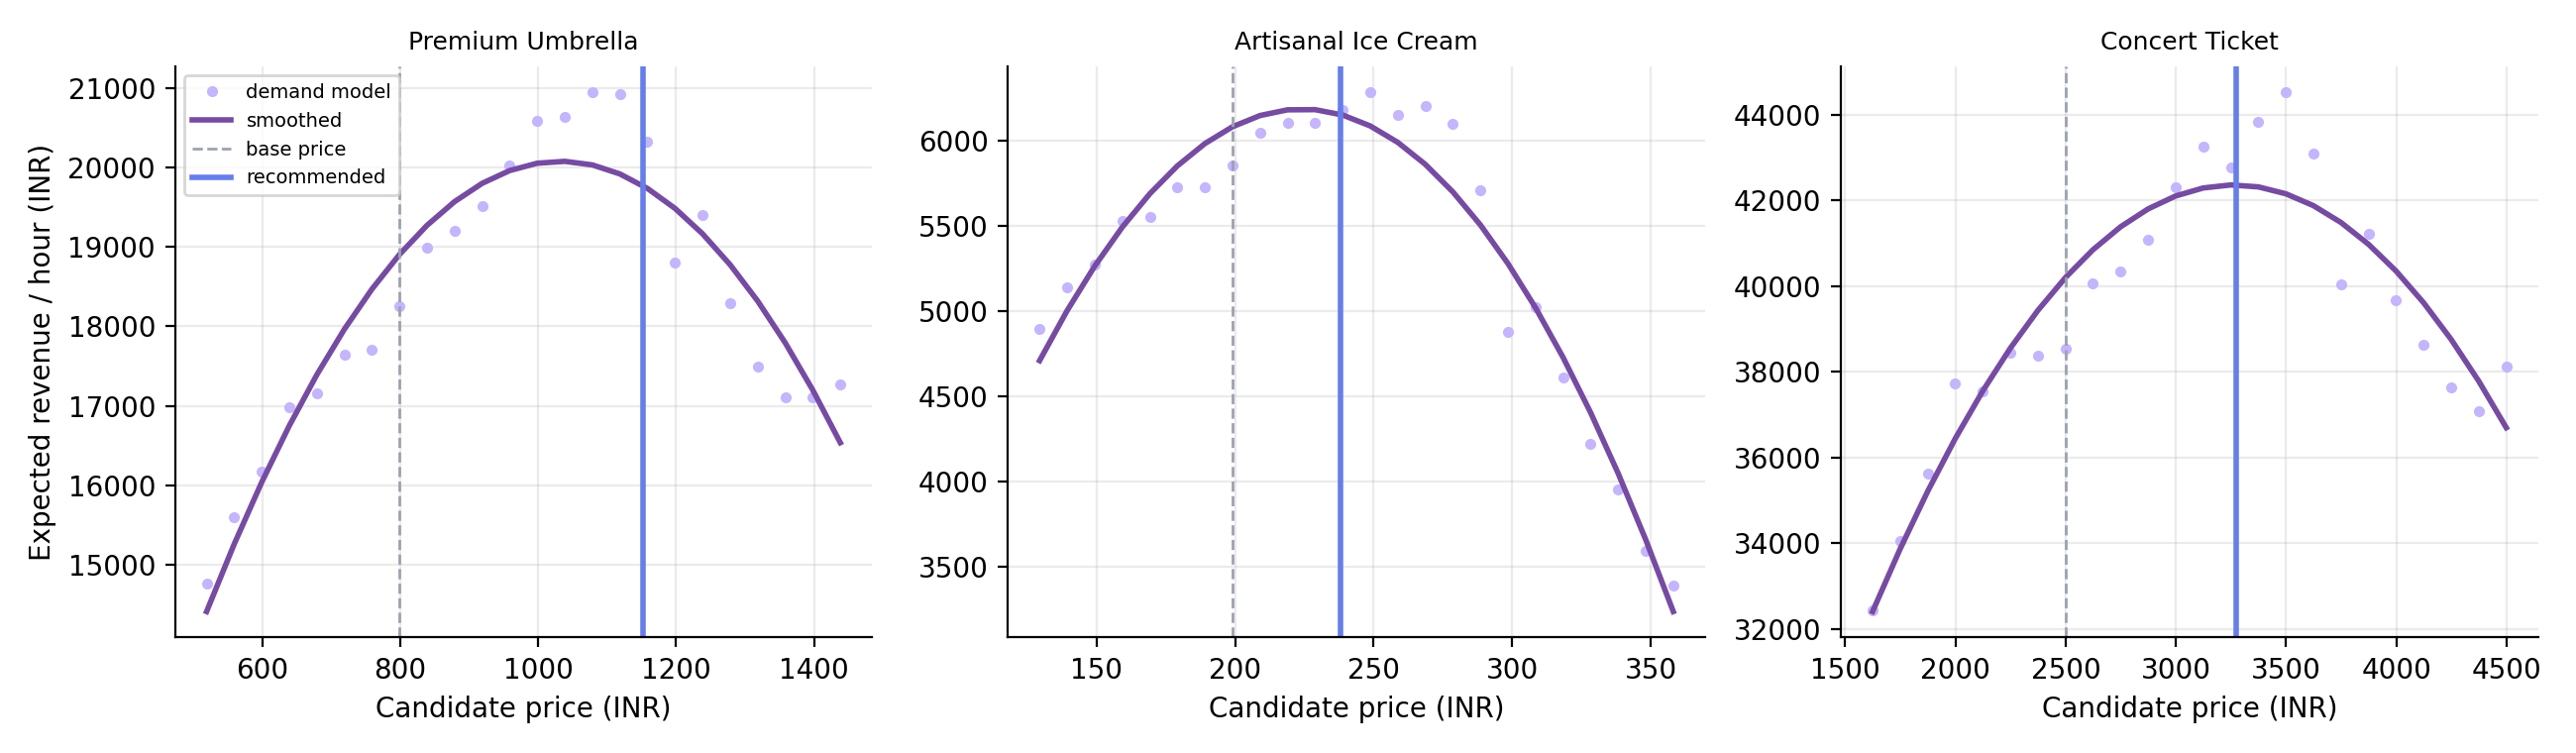 Premium Umbrella
Expected revenue / hour (INR)
21000
20000
19000
18000
17000
16000
15000
demand model
smoothed
base price
recommended
600 800 1000 1200 1400
Candidate price (INR)
Artisanal Ice Cream
6000
5500
5000
4500
4000
3500
150 200 250 300 350
Candidate price (INR)
Concert Ticket
44000
42000
40000
38000
36000
34000
32000
1500 2000 2500 3000 3500 4000 4500
Candidate price (INR)